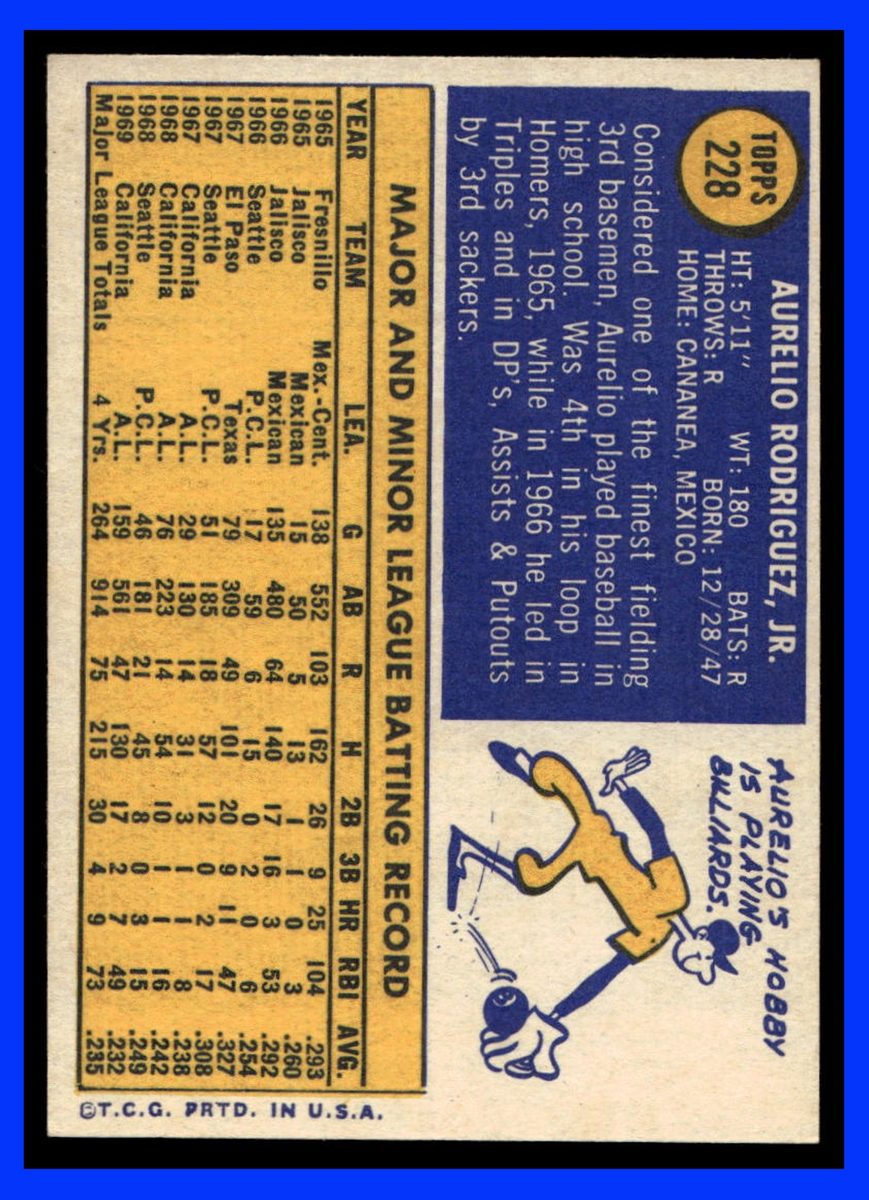 TOPPS
228
AURELIO RODRIGUEZ, JR.
HT: 5'11" WT: 180 BATS: R
THROWS: R BORN: 12/28/47
HOME: CANANEA, MEXICO
Considered one of the finest fielding
3rd basemen, Aurelio played baseball in
high school. Was 4th in his loop in
Homers, 1965, while in 1966 he led in
Triples and in DP's, Assists & Putouts
by 3rd sackers.
AURELIO'S HOBBY
IS PLAYING
BILLIARDS.
MAJOR AND MINOR LEAGUE BATTING RECORD
YEAR TEAM LEA. G AB R H 2B 3B HR RBI AVG.
1965 Fresnillo Mex.-Cent. 138 552 103 162 26 9 25 104 .293
1965 Jalisco Mexican 15 50 5 13 1 1 0 3 .260
1966 Jalisco Mexican 135 480 64 140 17 16 3 53 .292
1966 Seattle P.C.L. 17 59 6 15 0 2 0 6 .254
1967 El Paso Texas 79 309 49 101 20 9 11 47 .327
1967 Seattle P.C.L. 51 185 18 57 12 0 2 17 .308
1967 California A.L. 29 130 14 31 3 1 1 8 .238
1968 California A.L. 76 223 14 54 10 1 1 16 .242
1968 Seattle P.C.L. 46 181 21 45 8 0 3 15 .249
1969 California A.L. 159 561 47 130 17 2 7 49 .232
Major League Totals 4 Yrs. 264 914 75 215 30 4 9 73 .235
©T.C.G. PRTD. IN U.S.A.